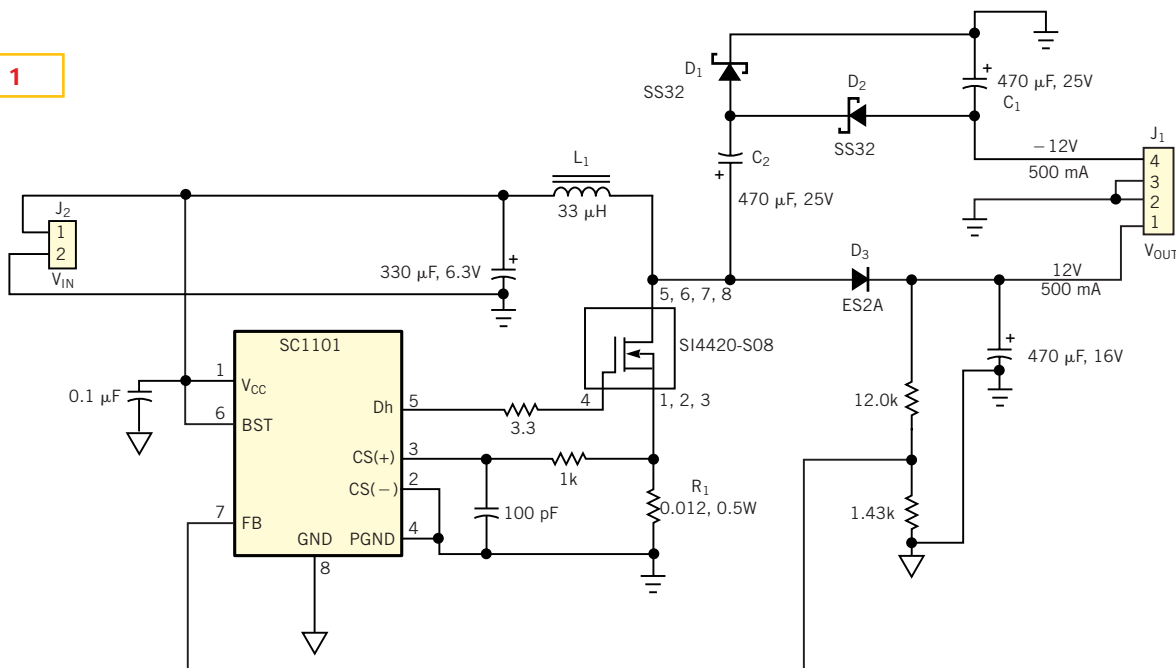 1
D1
SS32
D2
SS32
+
470 µF, 25V
C1
C2
+
470 µF, 25V
J1
−12V
500 mA
4
3
2
1
VOUT
L1
33 µH
J2
1
2
VIN
330 µF, 6.3V
+
5, 6, 7, 8
D3
ES2A
12V
500 mA
SI4420-S08
+
470 µF, 16V
SC1101
0.1 µF
1
VCC
6
BST
Dh
5
3.3
4
1, 2, 3
12.0k
CS(+)
3
1k
CS(−)
2
R1
0.012, 0.5W
100 pF
7
FB
GND
PGND
4
8
1.43k